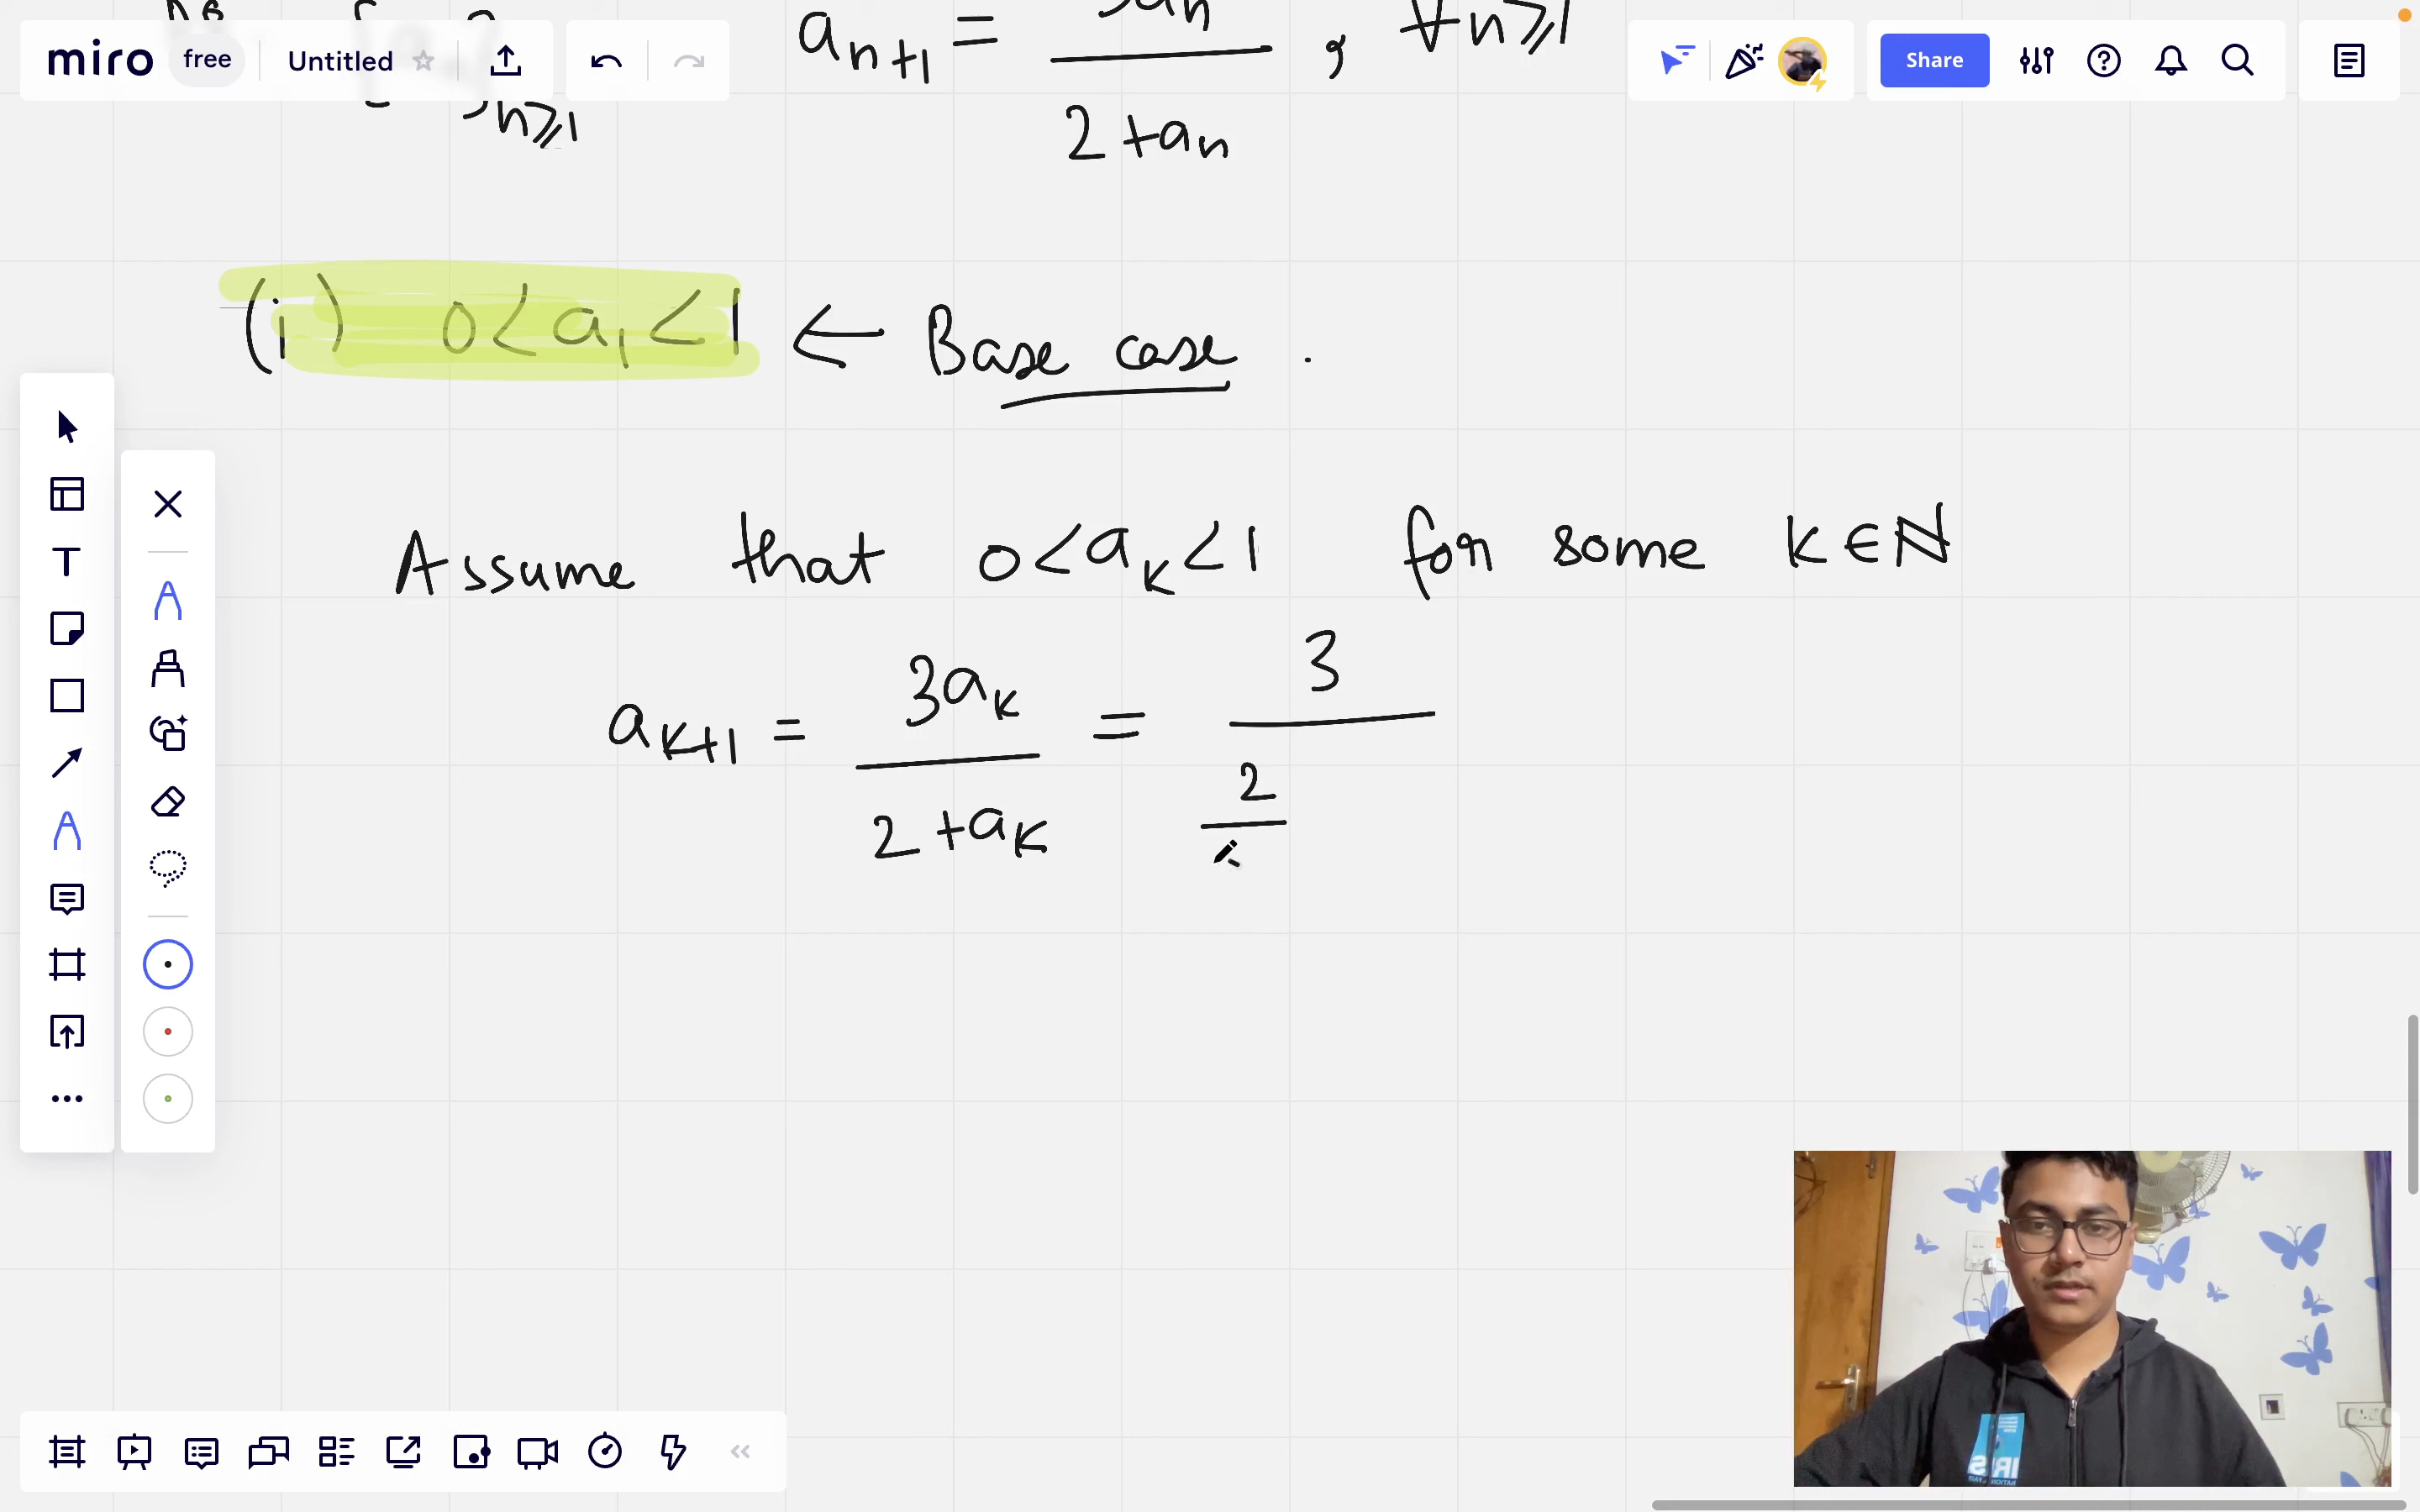 a_{n+1} = 3a_n / (2 + a_n) , ∀n⩾1
n⩾1
miro free Untitled
Share
(i) 0<a_1<1 ← Base case .
Assume that 0<a_k<1 for some k∈ℕ
a_{k+1} = 3a_k / (2 + a_k) = 3 / (2/
T